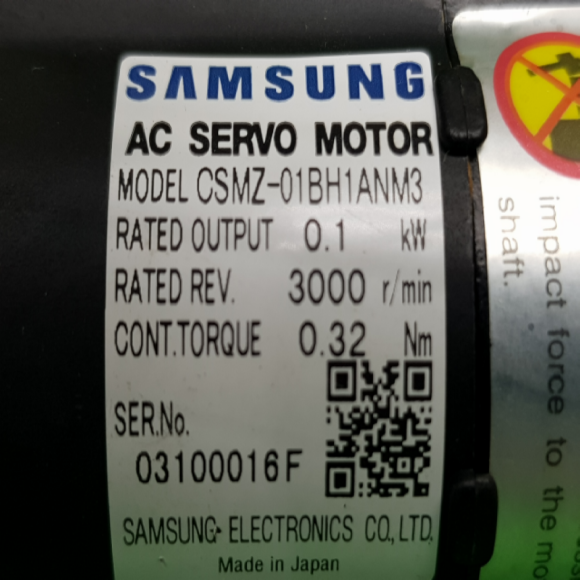 SAMSUNG
AC SERVO MOTOR
MODEL CSMZ-01BH1ANM3
RATED OUTPUT 0.1 kW
RATED REV. 3000 r/min
CONT.TORQUE 0.32 Nm
SER.No.
03100016F
SAMSUNG ELECTRONICS CO., LTD.
Made in Japan
impact force to the
shaft.